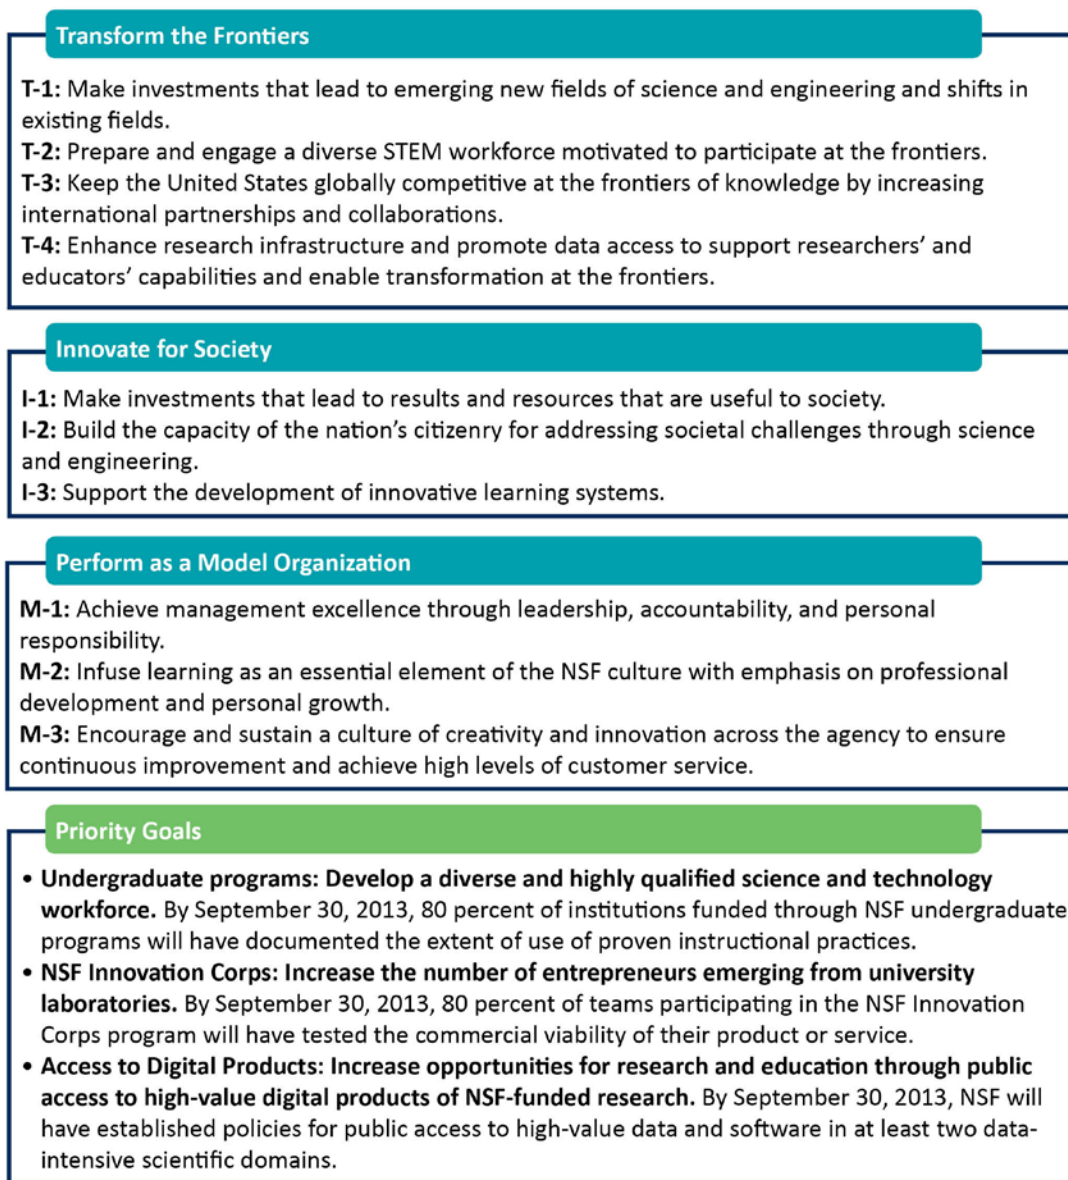 Transform the Frontiers
T-1: Make investments that lead to emerging new fields of science and engineering and shifts in
existing fields.
T-2: Prepare and engage a diverse STEM workforce motivated to participate at the frontiers.
T-3: Keep the United States globally competitive at the frontiers of knowledge by increasing
international partnerships and collaborations.
T-4: Enhance research infrastructure and promote data access to support researchers’ and
educators’ capabilities and enable transformation at the frontiers.
Innovate for Society
I-1: Make investments that lead to results and resources that are useful to society.
I-2: Build the capacity of the nation’s citizenry for addressing societal challenges through science
and engineering.
I-3: Support the development of innovative learning systems.
Perform as a Model Organization
M-1: Achieve management excellence through leadership, accountability, and personal
responsibility.
M-2: Infuse learning as an essential element of the NSF culture with emphasis on professional
development and personal growth.
M-3: Encourage and sustain a culture of creativity and innovation across the agency to ensure
continuous improvement and achieve high levels of customer service.
Priority Goals
• Undergraduate programs: Develop a diverse and highly qualified science and technology
workforce. By September 30, 2013, 80 percent of institutions funded through NSF undergraduate
programs will have documented the extent of use of proven instructional practices.
• NSF Innovation Corps: Increase the number of entrepreneurs emerging from university
laboratories. By September 30, 2013, 80 percent of teams participating in the NSF Innovation
Corps program will have tested the commercial viability of their product or service.
• Access to Digital Products: Increase opportunities for research and education through public
access to high-value digital products of NSF-funded research. By September 30, 2013, NSF will
have established policies for public access to high-value data and software in at least two data-
intensive scientific domains.